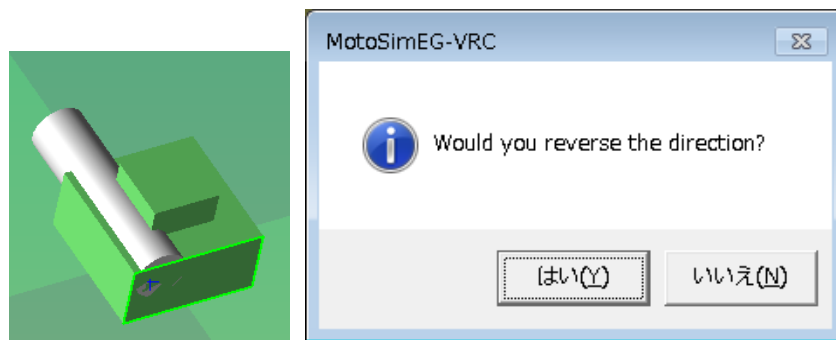 MotoSimEG-VRC
Would you reverse the direction?
はい(Y)
いいえ(N)